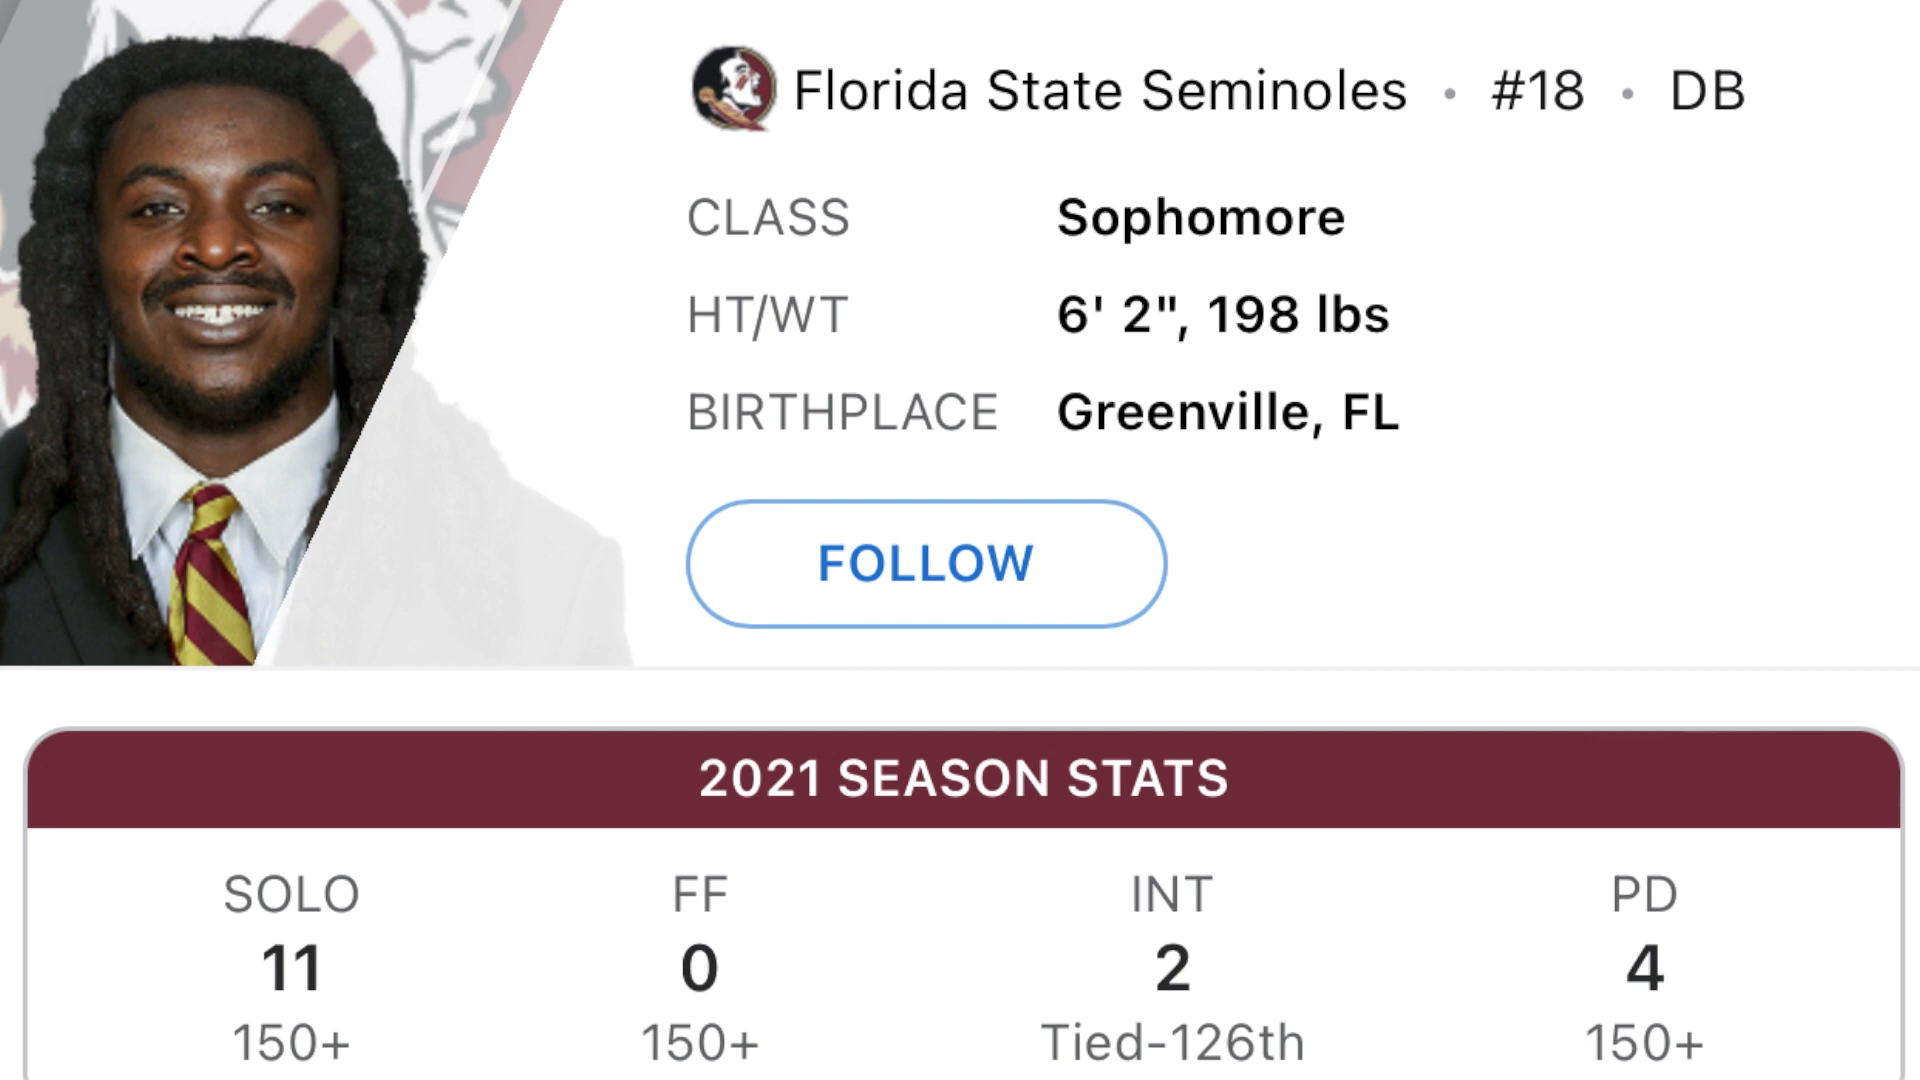 Florida State Seminoles • #18 • DB
CLASS Sophomore
HT/WT 6' 2", 198 lbs
BIRTHPLACE Greenville, FL
FOLLOW
2021 SEASON STATS
SOLO FF INT PD
11 0 2 4
150+ 150+ Tied-126th 150+